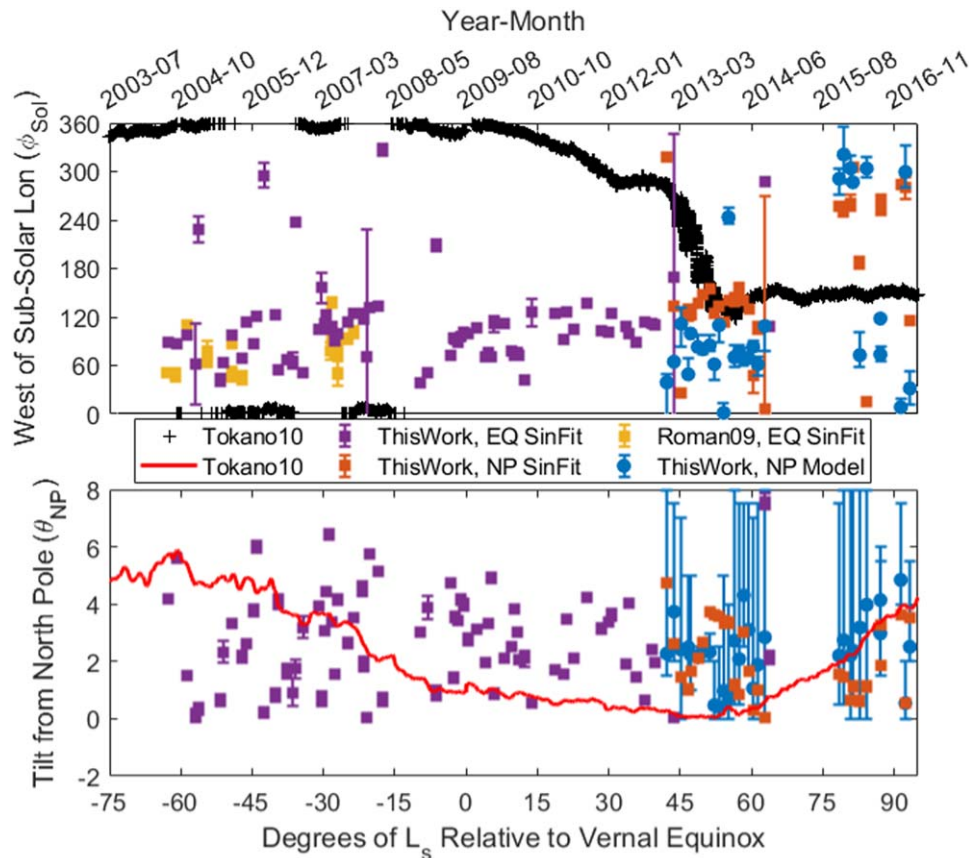 Year-Month
2003-07 2004-10 2005-12 2007-03 2008-05 2009-08 2010-10 2012-01 2013-03 2014-06 2015-08 2016-11
West of Sub-Solar Lon (ϕ_Sol)
360
300
240
180
120
60
0
+ Tokano10 ThisWork, EQ SinFit Roman09, EQ SinFit
Tokano10 ThisWork, NP SinFit ThisWork, NP Model
Tilt from North Pole (θ_NP)
8
6
4
2
0
-2
-75 -60 -45 -30 -15 0 15 30 45 60 75 90
Degrees of L_s Relative to Vernal Equinox